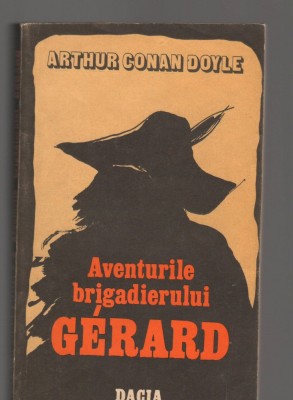 ARTHUR CONAN DOYLE
Aventurile
brigadierului
GÉRARD
DACIA